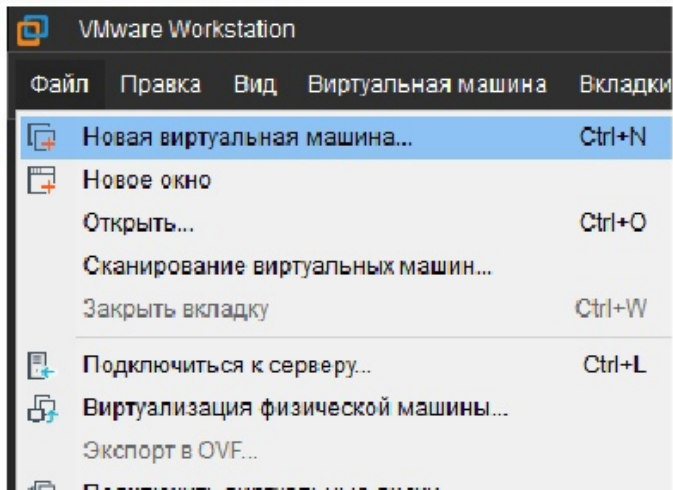 VMware Workstation
Файл Правка Вид Виртуальная машина Вкладки
Новая виртуальная машина... Ctrl+N
Новое окно
Открыть... Ctrl+O
Сканирование виртуальных машин...
Закрыть вкладку Ctrl+W
Подключиться к серверу... Ctrl+L
Виртуализация физической машины...
Экспорт в OVF...